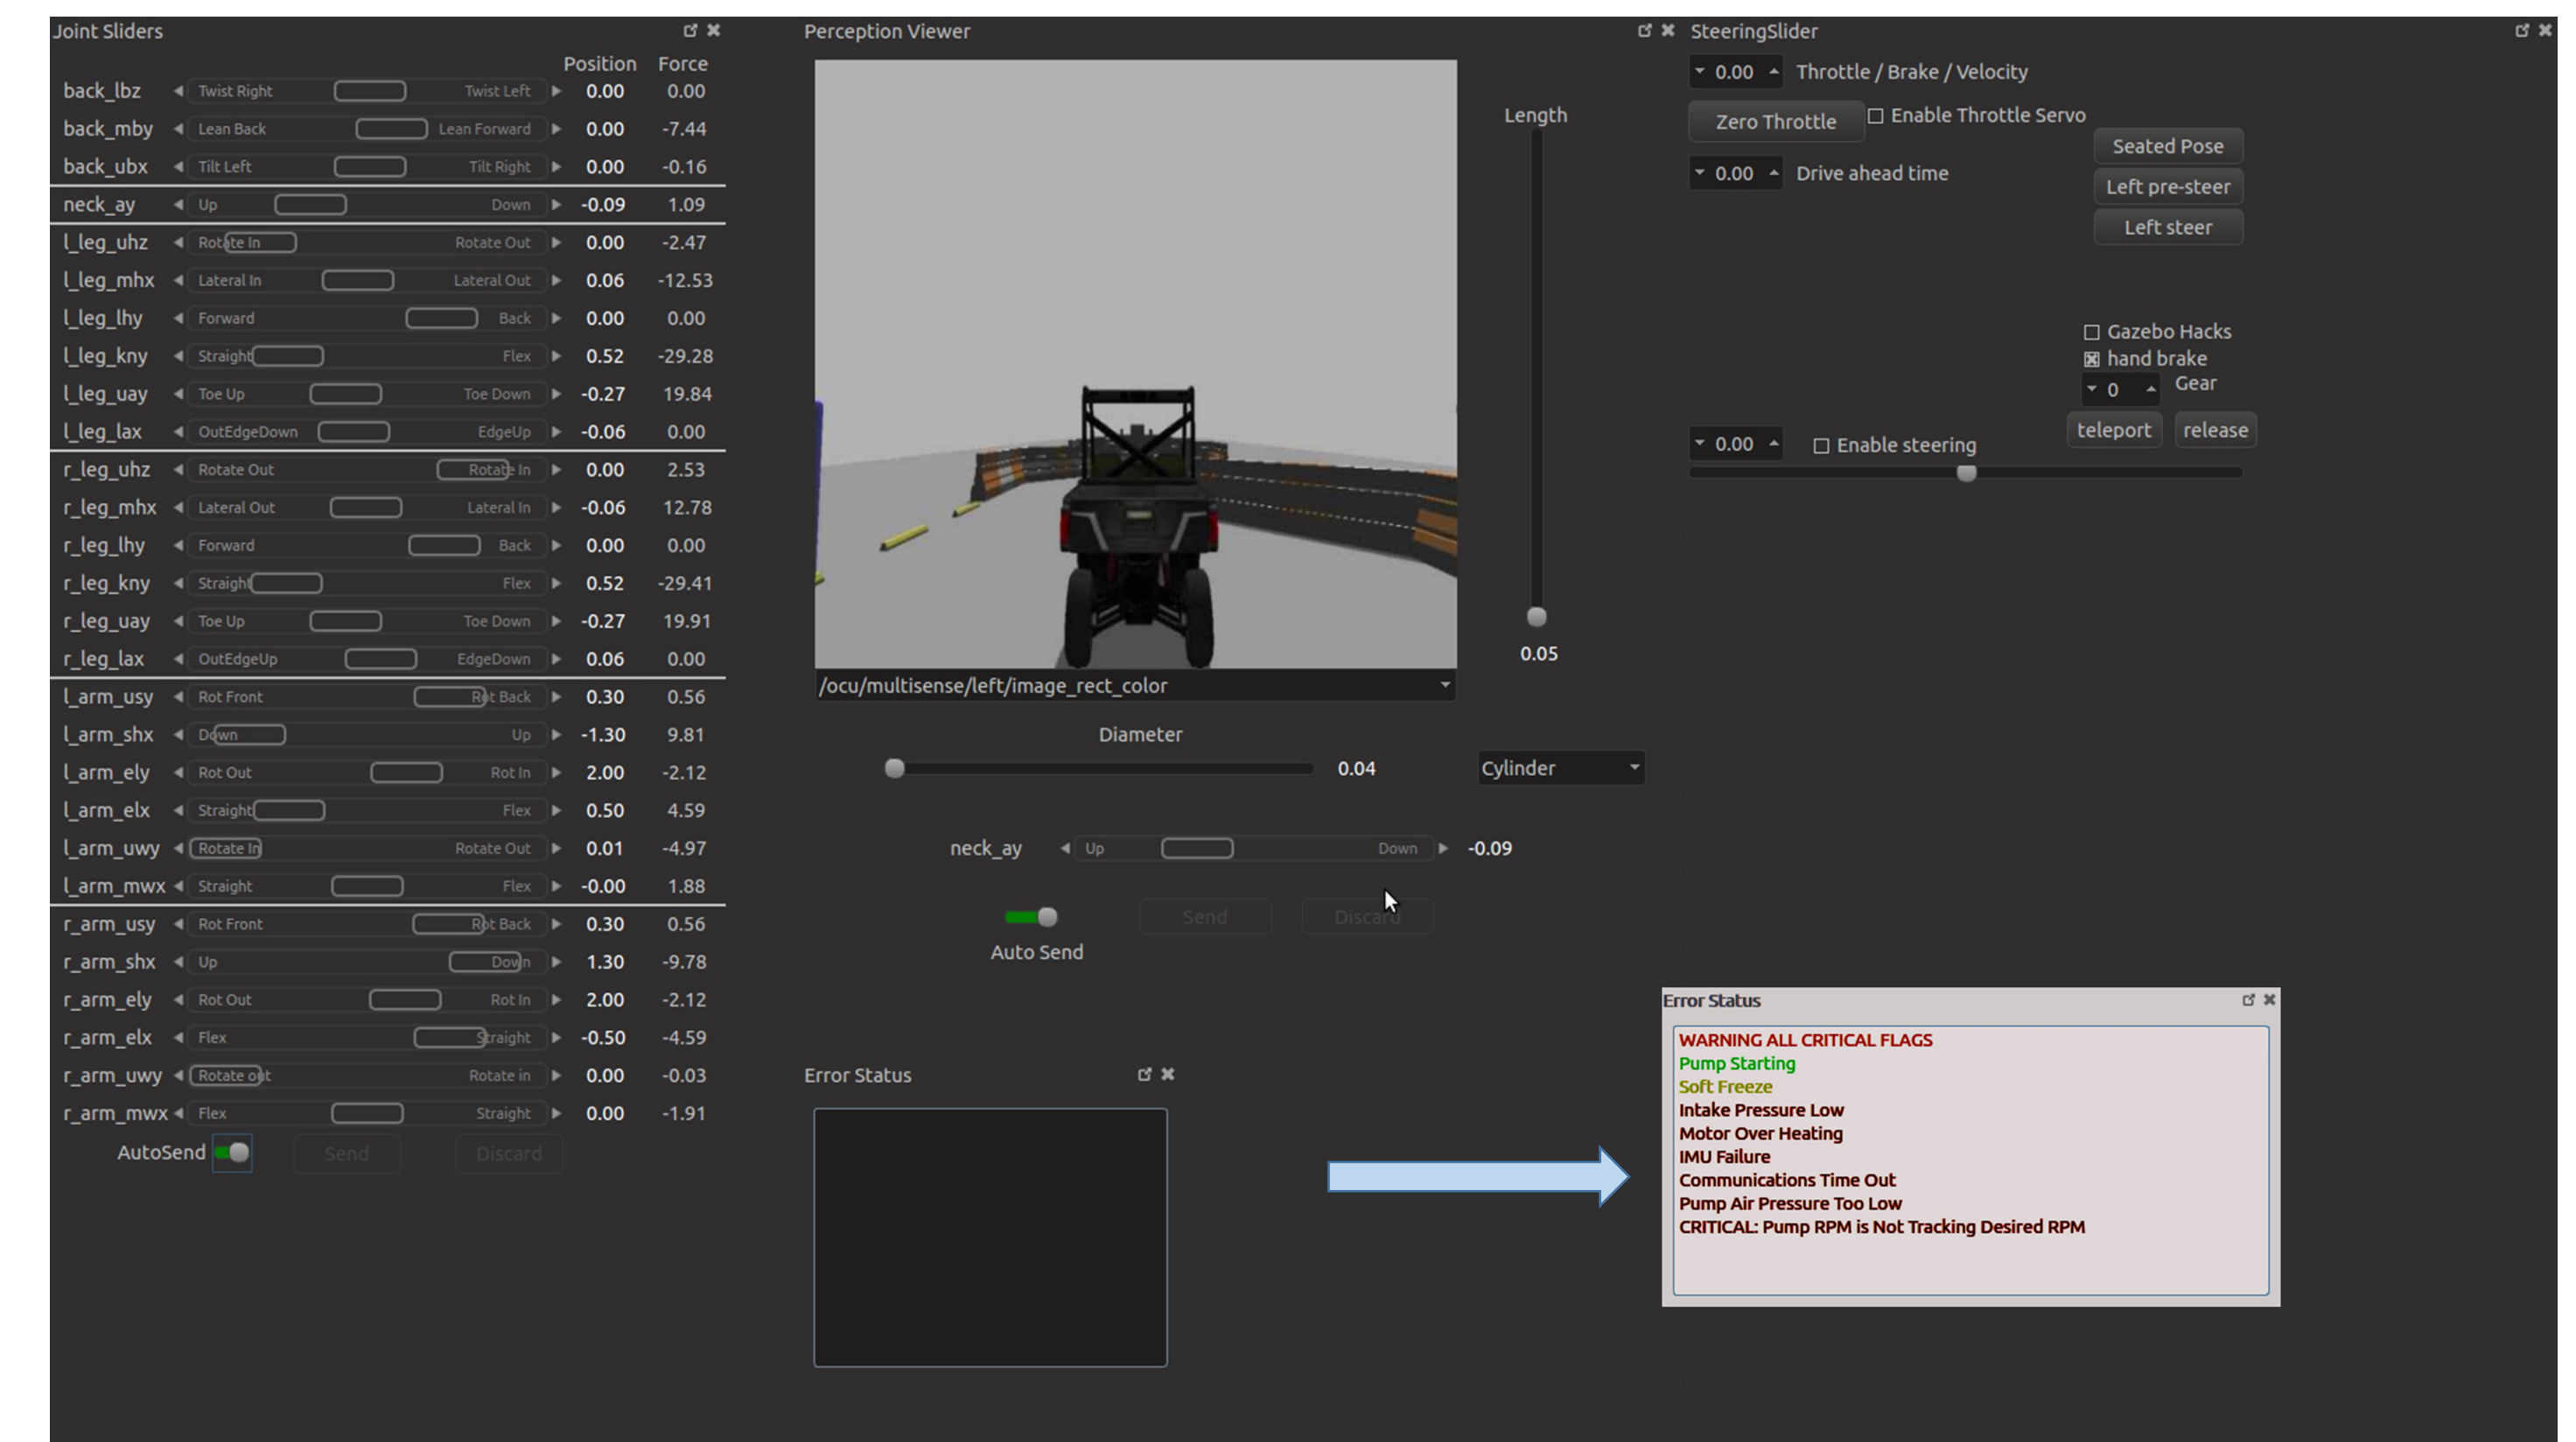 Joint Sliders
Position Force
back_lbz Twist Right Twist Left 0.00 0.00
back_mby Lean Back Lean Forward 0.00 -7.44
back_ubx Tilt Left Tilt Right 0.00 -0.16
neck_ay Up Down -0.09 1.09
l_leg_uhz Rotate In Rotate Out 0.00 -2.47
l_leg_mhx Lateral In Lateral Out 0.06 -12.53
l_leg_lhy Forward Back 0.00 0.00
l_leg_kny Straight Flex 0.52 -29.28
l_leg_uay Toe Up Toe Down -0.27 19.84
l_leg_lax OutEdgeDown EdgeUp -0.06 0.00
r_leg_uhz Rotate Out Rotate In 0.00 2.53
r_leg_mhx Lateral Out Lateral In -0.06 12.78
r_leg_lhy Forward Back 0.00 0.00
r_leg_kny Straight Flex 0.52 -29.41
r_leg_uay Toe Up Toe Down -0.27 19.91
r_leg_lax OutEdgeUp EdgeDown 0.06 0.00
l_arm_usy Rot Front Rot Back 0.30 0.56
l_arm_shx Down Up -1.30 9.81
l_arm_ely Rot Out Rot In 2.00 -2.12
l_arm_elx Straight Flex 0.50 4.59
l_arm_uwy Rotate In Rotate Out 0.01 -4.97
l_arm_mwx Straight Flex -0.00 1.88
r_arm_usy Rot Front Rot Back 0.30 0.56
r_arm_shx Up Down 1.30 -9.78
r_arm_ely Rot Out Rot In 2.00 -2.12
r_arm_elx Flex Straight -0.50 -4.59
r_arm_uwy Rotate out Rotate in 0.00 -0.03
r_arm_mwx Flex Straight 0.00 -1.91
AutoSend Send Discard
Perception Viewer
Length
0.05
/ocu/multisense/left/image_rect_color
Diameter
0.04 Cylinder
neck_ay Up Down -0.09
Send Discard
Auto Send
Error Status
SteeringSlider
0.00 Throttle / Brake / Velocity
Zero Throttle Enable Throttle Servo
Seated Pose
0.00 Drive ahead time
Left pre-steer
Left steer
Gazebo Hacks
hand brake
0 Gear
teleport release
0.00 Enable steering
Error Status
WARNING ALL CRITICAL FLAGS
Pump Starting
Soft Freeze
Intake Pressure Low
Motor Over Heating
IMU Failure
Communications Time Out
Pump Air Pressure Too Low
CRITICAL: Pump RPM is Not Tracking Desired RPM